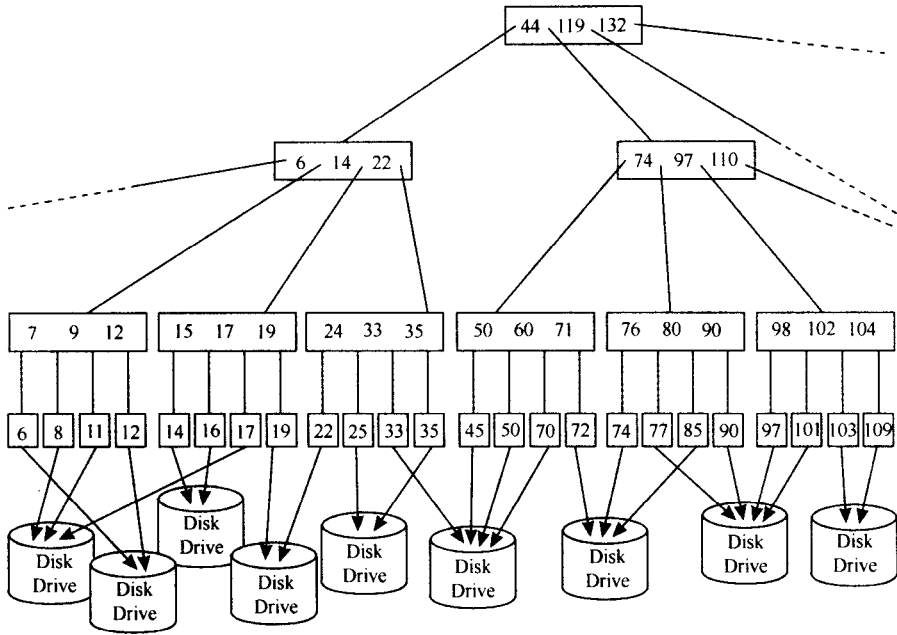 44 119 132
6 14 22
74 97 110
7 9 12
15 17 19
24 33 35
50 60 71
76 80 90
98 102 104
6 8 11 12 14 16 17 19 22 25 33 35 45 50 70 72 74 77 85 90 97 101 103 109
Disk
Drive
Disk
Drive
Disk
Drive
Disk
Drive
Disk
Drive
Disk
Drive
Disk
Drive
Disk
Drive
Disk
Drive